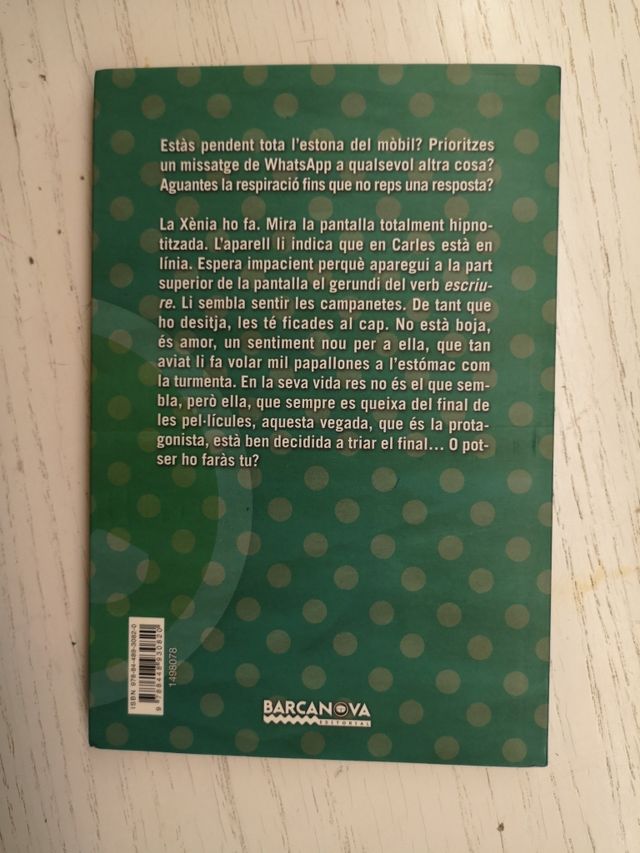 Estàs pendent tota l'estona del mòbil? Prioritzes
un missatge de WhatsApp a qualsevol altra cosa?
Aguantes la respiració fins que no reps una resposta?
La Xènia ho fa. Mira la pantalla totalment hipno-
titzada. L'aparell li indica que en Carles està en
línia. Espera impacient perquè aparegui a la part
superior de la pantalla el gerundi del verb escriu-
re. Li sembla sentir les campanetes. De tant que
ho desitja, les té ficades al cap. No està boja,
és amor, un sentiment nou per a ella, que tan
aviat li fa volar mil papallones a l'estómac com
la turmenta. En la seva vida res no és el que sem-
bla, però ella, que sempre es queixa del final de
les pel·lícules, aquesta vegada, que és la prota-
gonista, està ben decidida a triar el final... O pot-
ser ho faràs tu?
ISBN 978-84-489-3082-0
9788448930820
1498078
BARCANOVA
EDITORIAL